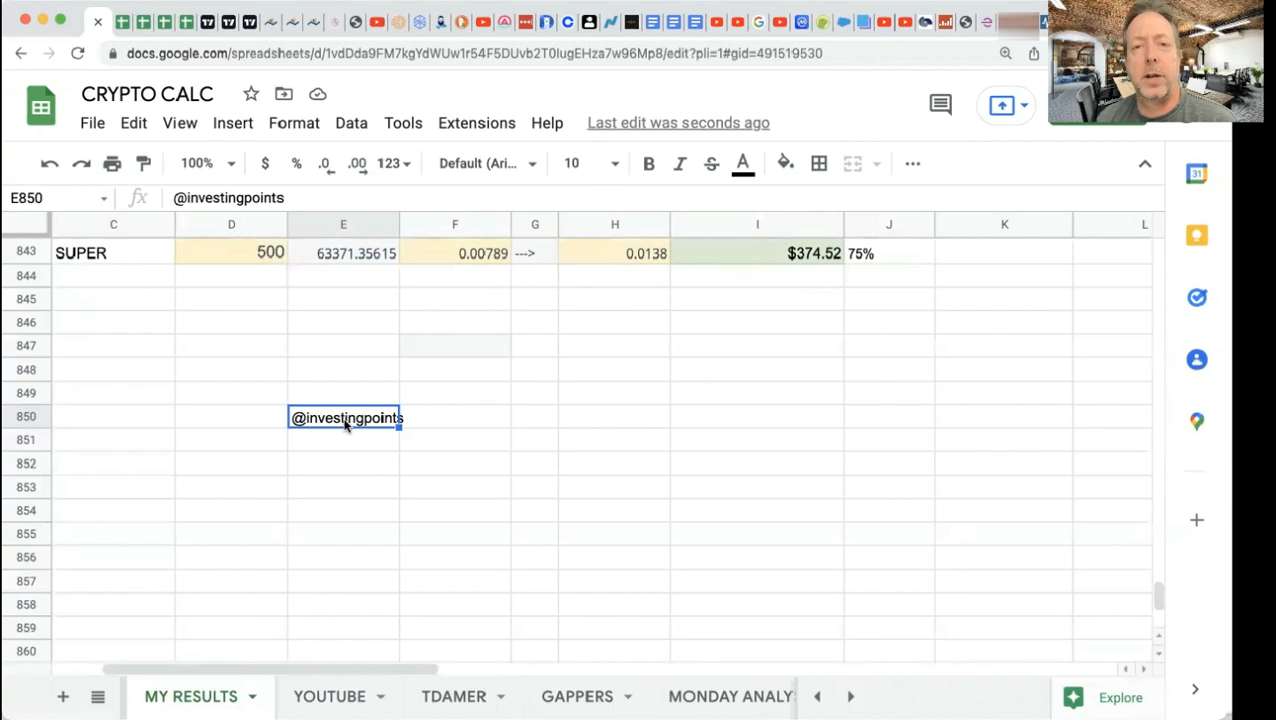 docs.google.com/spreadsheets/d/1vdDda9FM7kgYdWUw1r54F5DUvb2T0IugEHza7w96Mp8/edit?pli=1#gid=491519530
CRYPTO CALC
File Edit View Insert Format Data Tools Extensions Help Last edit was seconds ago
100% $ % .0 .00 123 Default (Ari... 10 B I S A
E850 fx @investingpoints
C D E F G H I J K L
843 SUPER 500 63371.35615 0.00789 ---> 0.0138 $374.52 75%
844
845
846
847
848
849
850 @investingpoints
851
852
853
854
855
856
857
858
859
860
MY RESULTS YOUTUBE TDAMER GAPPERS MONDAY ANALY Explore